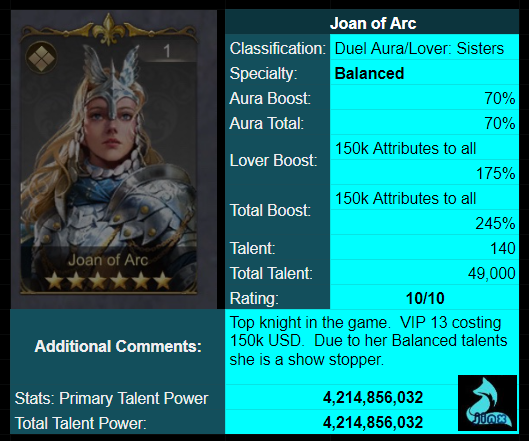 Joan of Arc
1
Joan of Arc
Classification: Duel Aura/Lover: Sisters
Specialty: Balanced
Aura Boost: 70%
Aura Total: 70%
Lover Boost: 150k Attributes to all
175%
Total Boost: 150k Attributes to all
245%
Talent: 140
Total Talent: 49,000
Rating: 10/10
Additional Comments: Top knight in the game. VIP 13 costing
150k USD. Due to her Balanced talents
she is a show stopper.
Stats: Primary Talent Power 4,214,856,032
Total Talent Power: 4,214,856,032